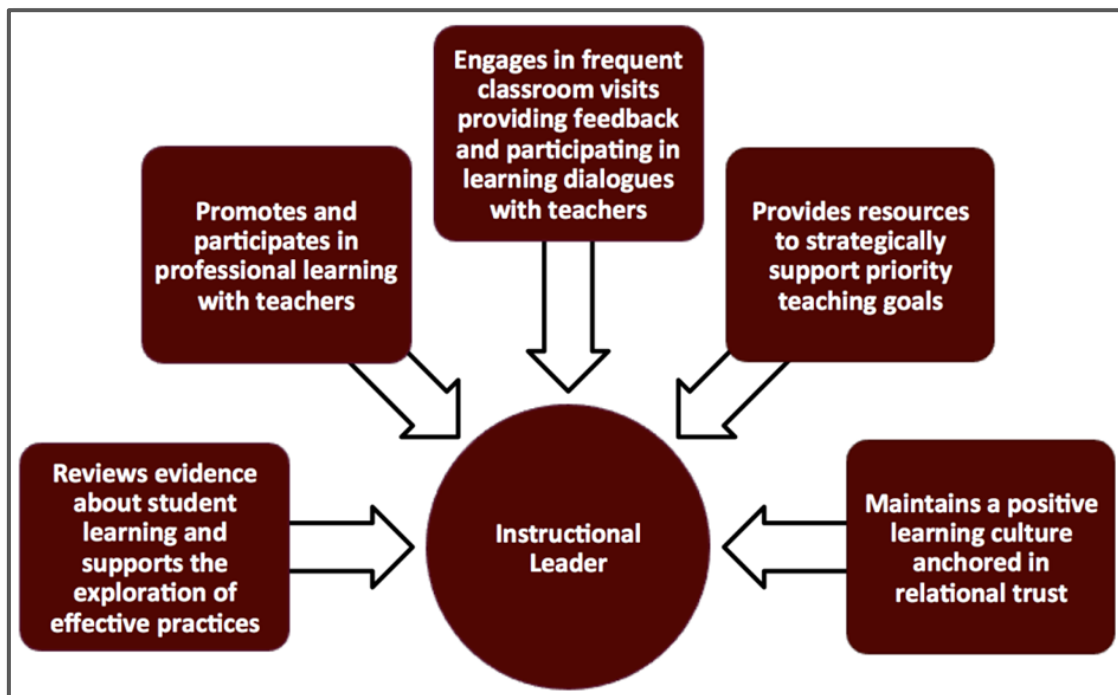 Engages in frequent
classroom visits
providing feedback
and participating in
learning dialogues
with teachers
Promotes and
participates in
professional learning
with teachers
Provides resources
to strategically
support priority
teaching goals
Reviews evidence
about student
learning and
supports the
exploration of
effective practices
Instructional
Leader
Maintains a positive
learning culture
anchored in
relational trust